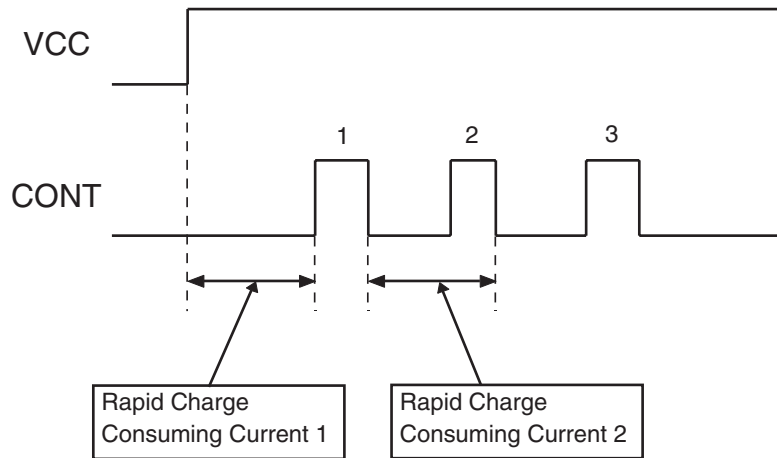 VCC
1
2
3
CONT
Rapid Charge
Consuming Current 1
Rapid Charge
Consuming Current 2